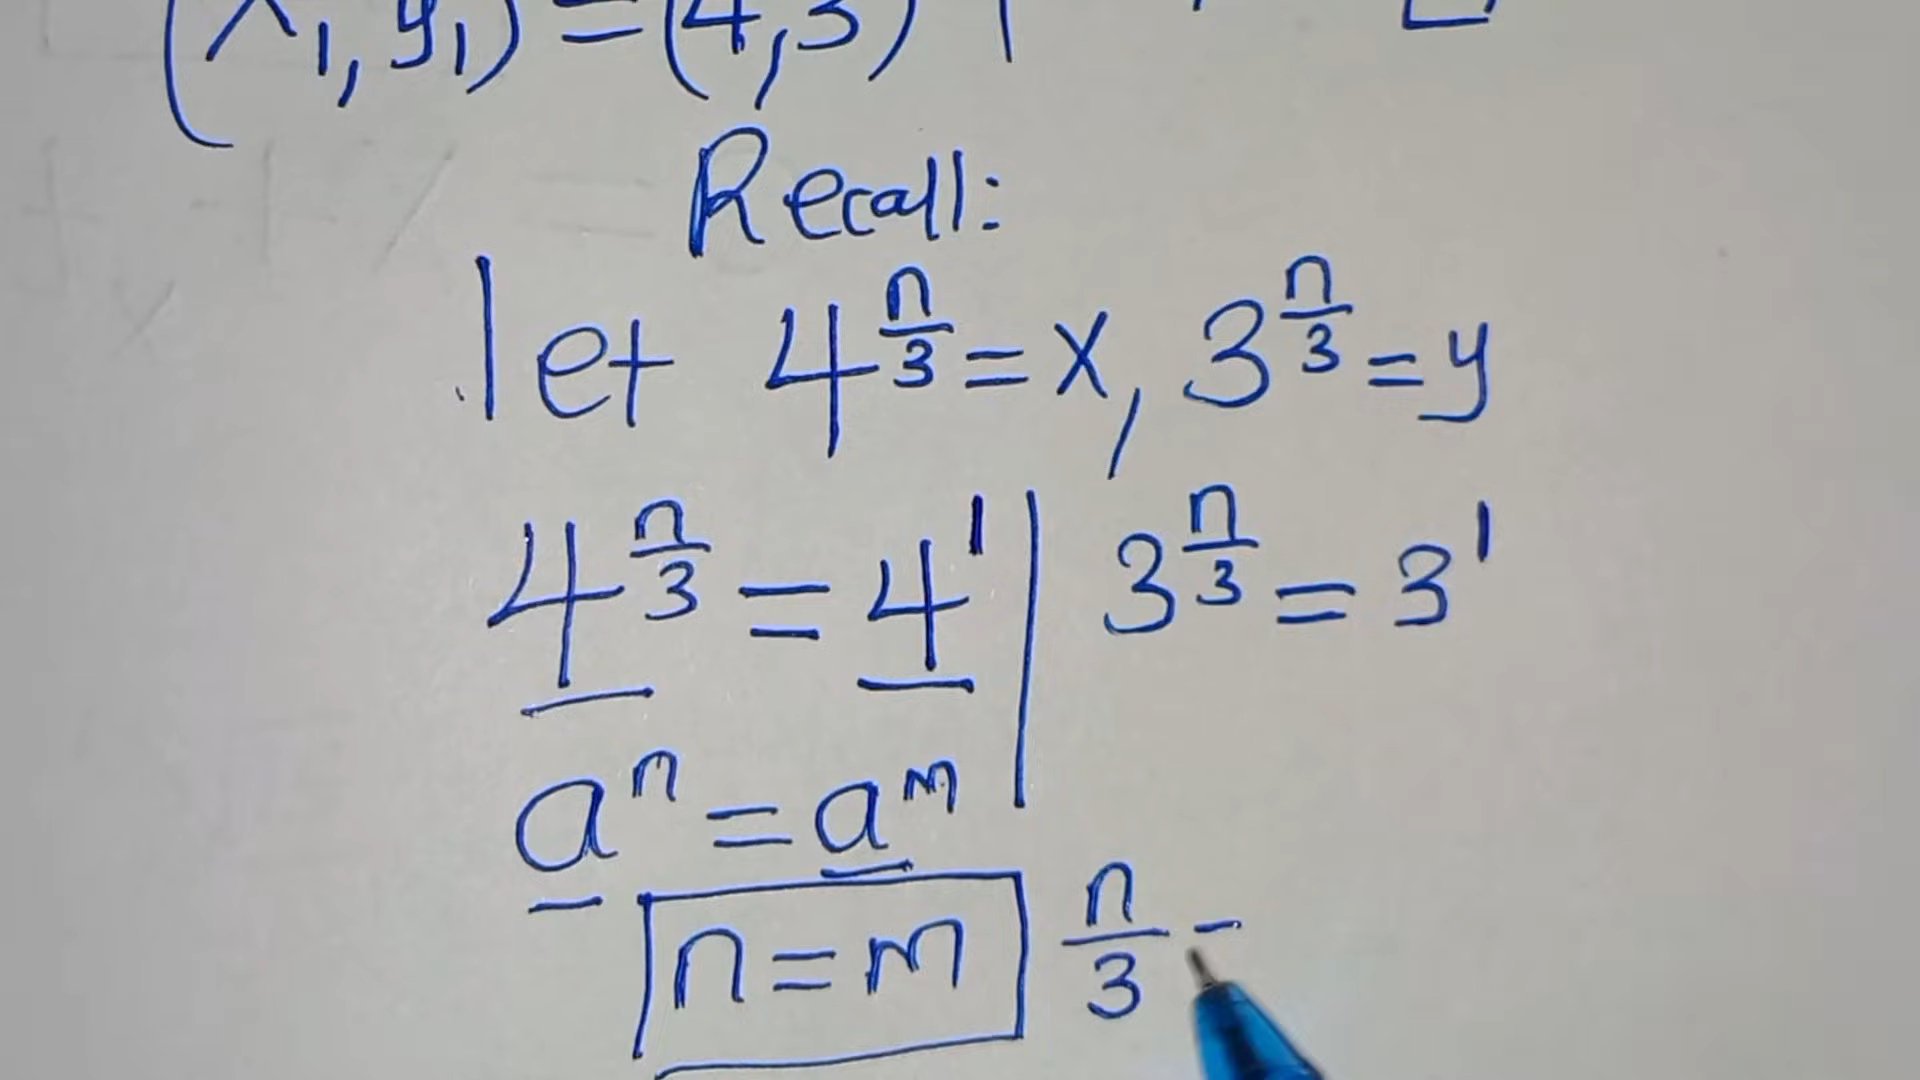 (x₁, y₁) = (4, 3)
Recall:
let 4^(n/3) = x, 3^(n/3) = y
4^(n/3) = 4^1 | 3^(n/3) = 3^1
a^n = a^m
n = m
n/3 -